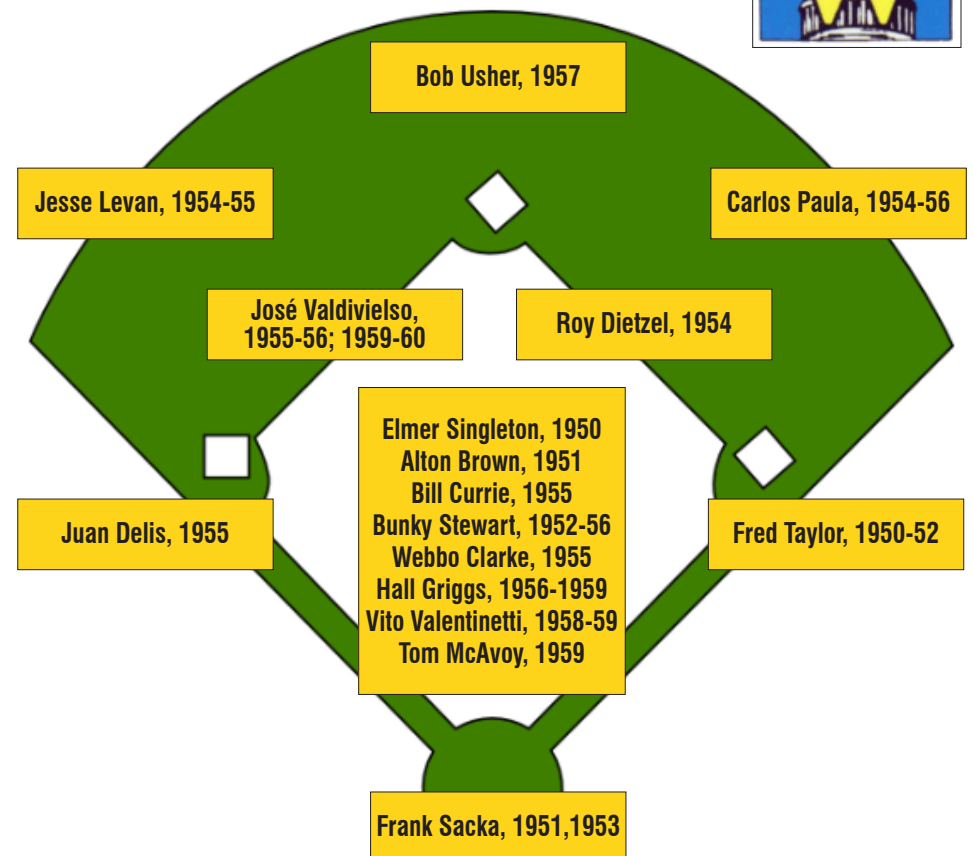 Bob Usher, 1957
Jesse Levan, 1954-55
Carlos Paula, 1954-56
José Valdivielso,
1955-56; 1959-60
Roy Dietzel, 1954
Elmer Singleton, 1950
Alton Brown, 1951
Bill Currie, 1955
Bunky Stewart, 1952-56
Webbo Clarke, 1955
Hall Griggs, 1956-1959
Vito Valentinetti, 1958-59
Tom McAvoy, 1959
Juan Delis, 1955
Fred Taylor, 1950-52
Frank Sacka, 1951,1953